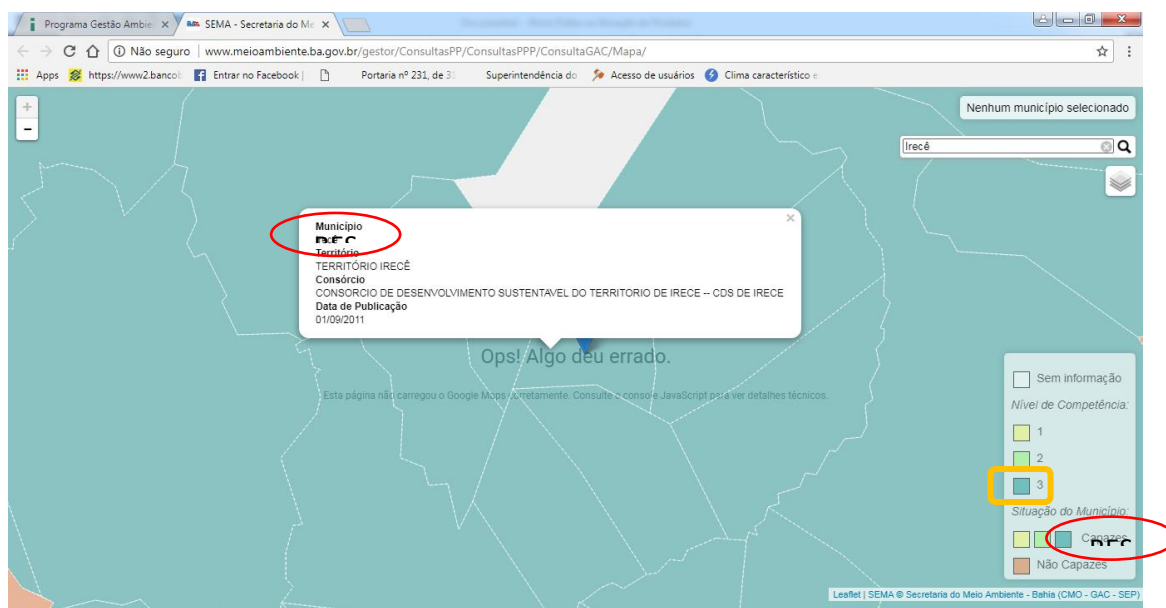 Programa Gestão Ambie
SEMA - Secretaria do Me
Não seguro | www.meioambiente.ba.gov.br/gestor/ConsultasPP/ConsultasPPP/ConsultaGAC/Mapa/
Apps https://www2.bancob Entrar no Facebook | Portaria nº 231, de 31 Superintendência do Acesso de usuários Clima característico e
+
-
Nenhum município selecionado
Irecê
Município
Território
TERRITÓRIO IRECÊ
Consórcio
CONSORCIO DE DESENVOLVIMENTO SUSTENTAVEL DO TERRITORIO DE IRECE -- CDS DE IRECE
Data de Publicação
01/09/2011
Ops! Algo deu errado.
Esta página não carregou o Google Maps corretamente. Consulte o console JavaScript para ver detalhes técnicos.
Sem informação
Nível de Competência:
1
2
3
Situação do Município:
Capazes
Não Capazes
Leaflet | SEMA © Secretaria do Meio Ambiente - Bahia (CMO - GAC - SEP)